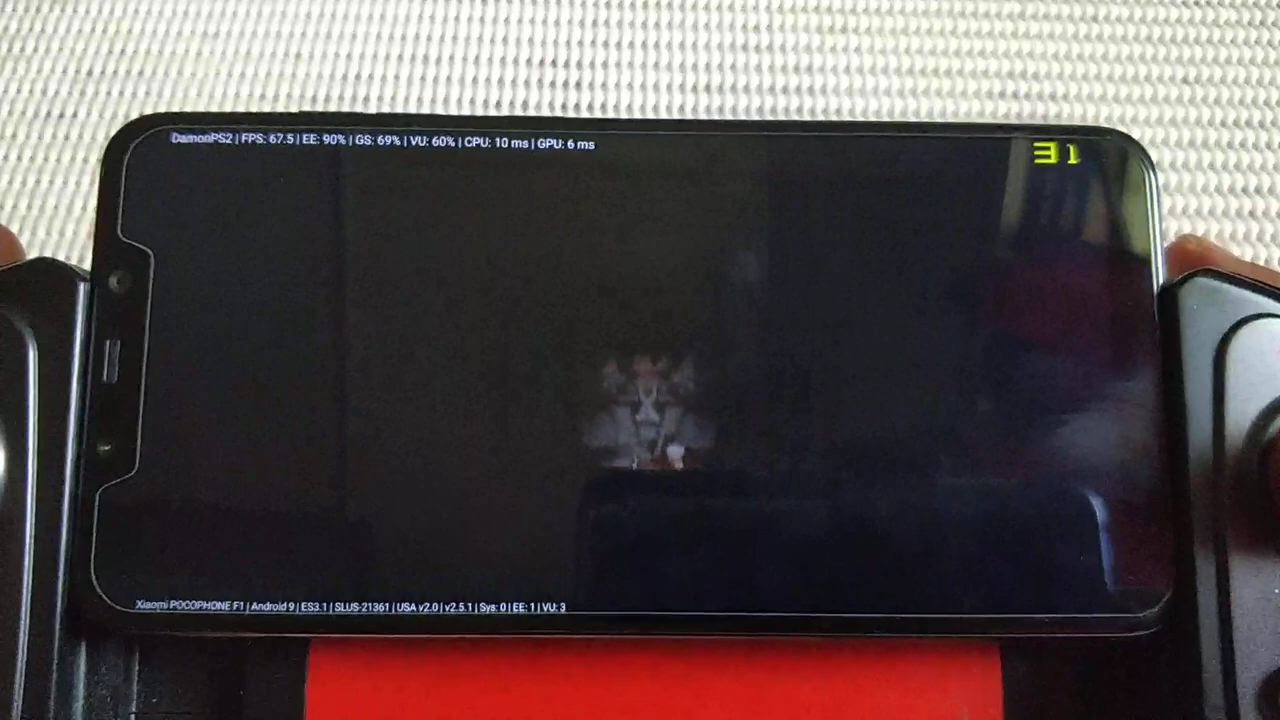 DamonPS2 | FPS: 67.5 | EE: 90% | GS: 69% | VU: 60% | CPU: 10 ms | GPU: 6 ms
Xiaomi POCOPHONE F1 | Android 9 | ES3.1 | SLUS-21361 | USA v2.0 | v2.5.1 | Sys: 0 | EE: 1 | VU: 3